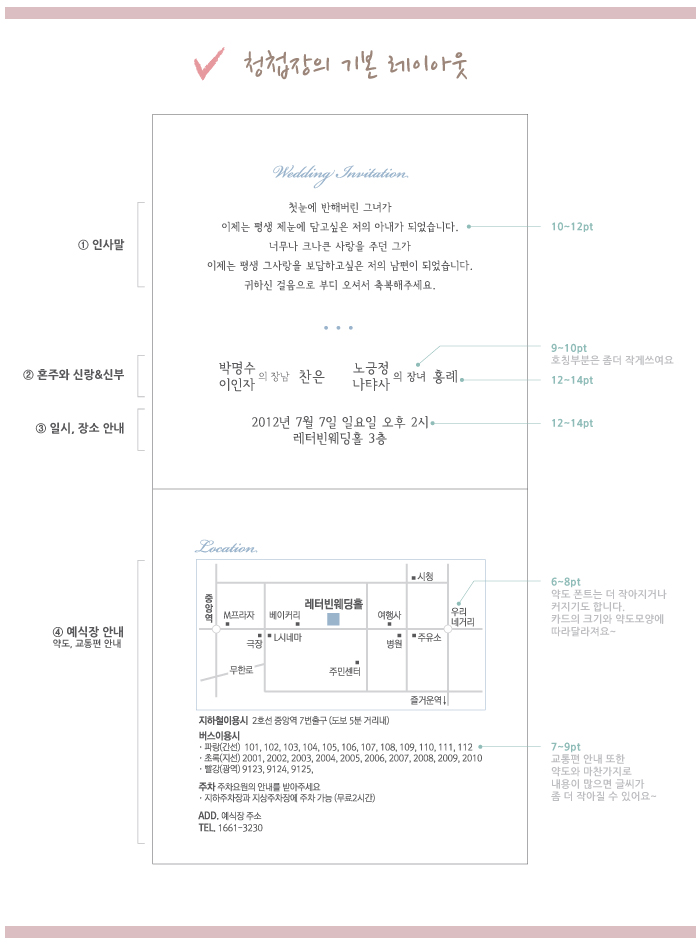 청첩장의 기본 레이아웃
Wedding Invitation.
① 인사말
첫눈에 반해버린 그녀가
이제는 평생 제눈에 담고싶은 저의 아내가 되었습니다.
10~12pt
너무나 크나큰 사랑을 주던 그가
이제는 평생 그사랑을 보답하고싶은 저의 남편이 되었습니다.
귀하신 걸음으로 부디 오셔서 축복해주세요.
② 혼주와 신랑&신부
박명수
이인자
의 장남 찬은
노긍정
나탸사
의 장녀 홍례
9~10pt
호칭부분은 좀더 작게쓰여요
12~14pt
③ 일시, 장소 안내
2012년 7월 7일 일요일 오후 2시
레터빈웨딩홀 3층
12~14pt
Location.
④ 예식장 안내
약도, 교통편 안내
시청
중앙역
M프라자
베이커리
레터빈웨딩홀
여행사
우리
네거리
극장
L시네마
병원
주유소
무한로
주민센터
즐거운역↓
6~8pt
약도 폰트는 더 작아지거나
커지기도 합니다.
카드의 크기와 약도모양에
따라달라져요~
지하철이용시 2호선 중앙역 7번출구 (도보 5분 거리내)
버스이용시
· 파랑(간선) 101, 102, 103, 104, 105, 106, 107, 108, 109, 110, 111, 112
· 초록(지선) 2001, 2002, 2003, 2004, 2005, 2006, 2007, 2008, 2009, 2010
· 빨강(광역) 9123, 9124, 9125,
7~9pt
교통편 안내 또한
약도와 마찬가지로
내용이 많으면 글씨가
좀 더 작아질 수 있어요~
주차 주차요원의 안내를 받아주세요
· 지하주차장과 지상주차장에 주차 가능 (무료2시간)
ADD. 예식장 주소
TEL. 1661-3230